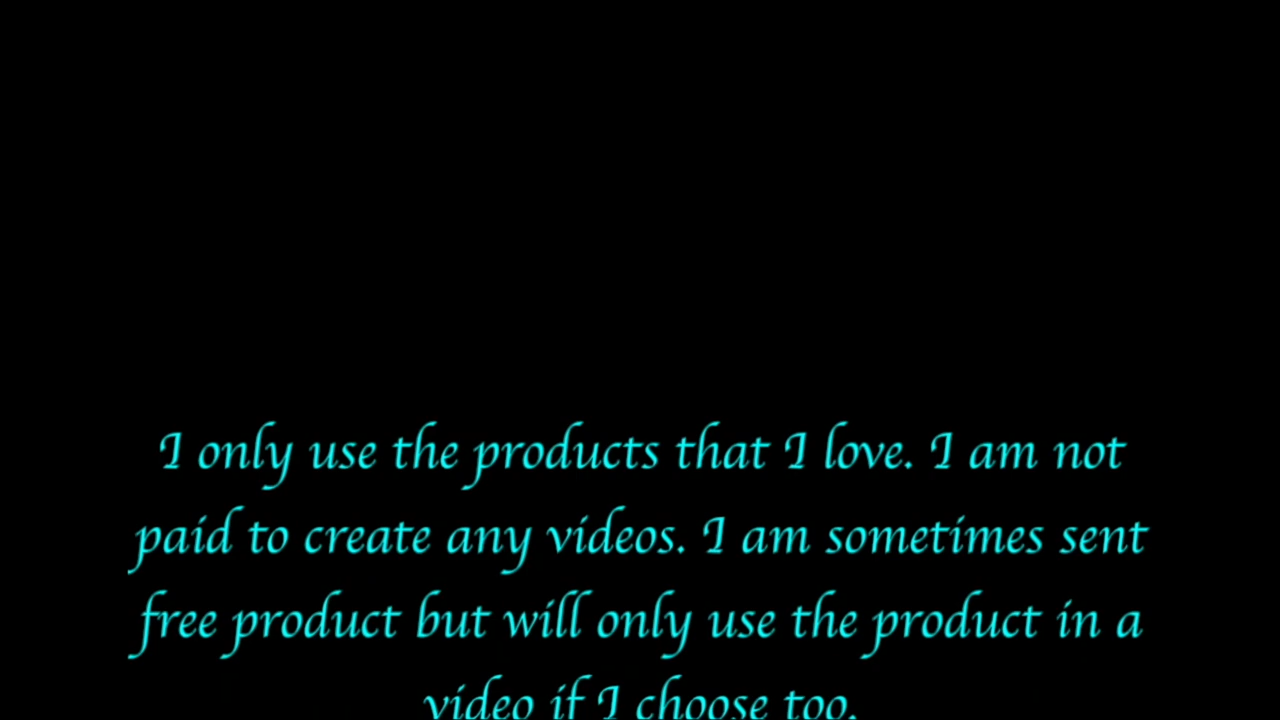 I only use the products that I love. I am not
paid to create any videos. I am sometimes sent
free product but will only use the product in a
video if I choose too.